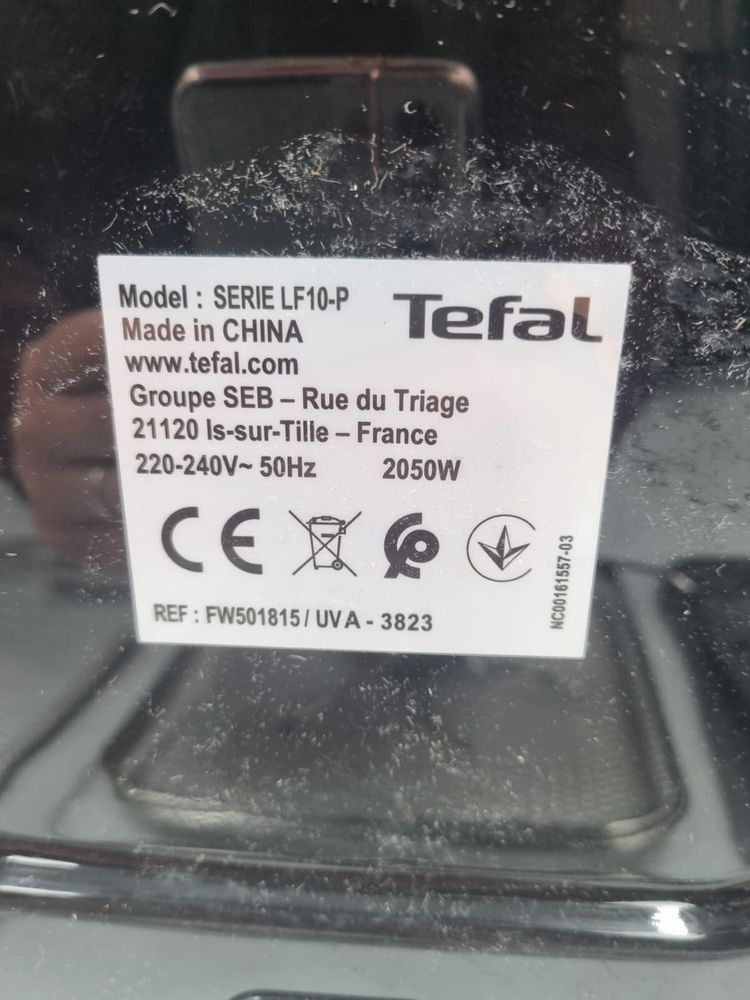 Model : SERIE LF10-P
Tefal
Made in CHINA
www.tefal.com
Groupe SEB – Rue du Triage
21120 Is-sur-Tille – France
220-240V~ 50Hz 2050W
CE
REF : FW501815 / UVA - 3823
NC00161557-03